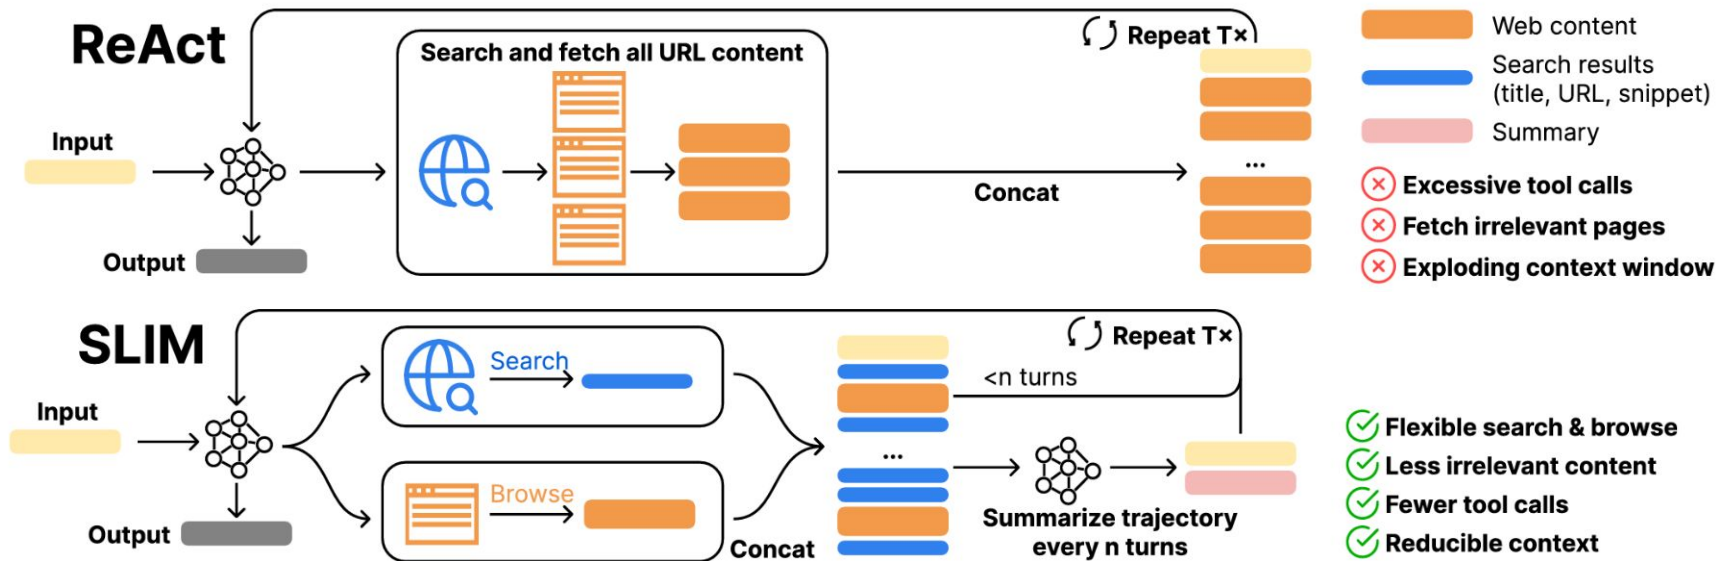 ReAct
Search and fetch all URL content
Repeat T×
Web content
Search results
(title, URL, snippet)
Summary
Input
...
Concat
Excessive tool calls
Fetch irrelevant pages
Exploding context window
Output
SLIM
Repeat T×
Search
<n turns
Input
Flexible search & browse
...
Less irrelevant content
Browse
Fewer tool calls
Summarize trajectory
every n turns
Output
Concat
Reducible context